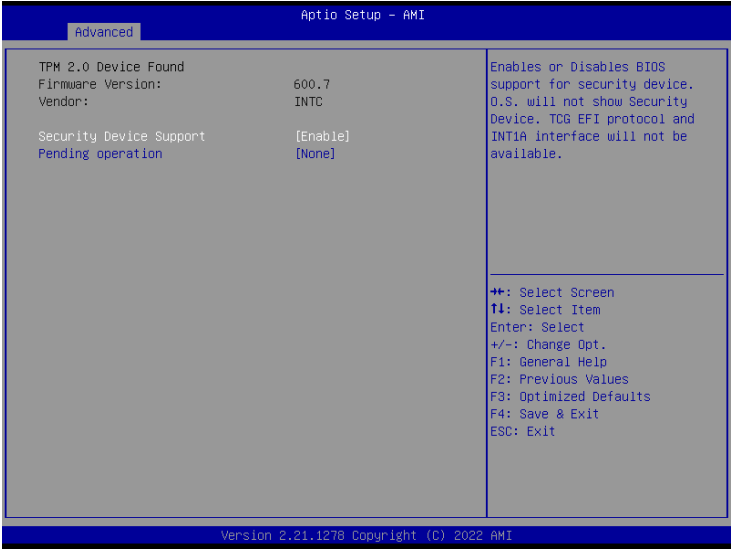 Aptio Setup - AMI
Advanced
TPM 2.0 Device Found
Firmware Version: 600.7
Vendor: INTC
Security Device Support [Enable]
Pending operation [None]
Enables or Disables BIOS
support for security device.
O.S. will not show Security
Device. TCG EFI protocol and
INT1A interface will not be
available.
→←: Select Screen
↑↓: Select Item
Enter: Select
+/-: Change Opt.
F1: General Help
F2: Previous Values
F3: Optimized Defaults
F4: Save & Exit
ESC: Exit
Version 2.21.1278 Copyright (C) 2022 AMI